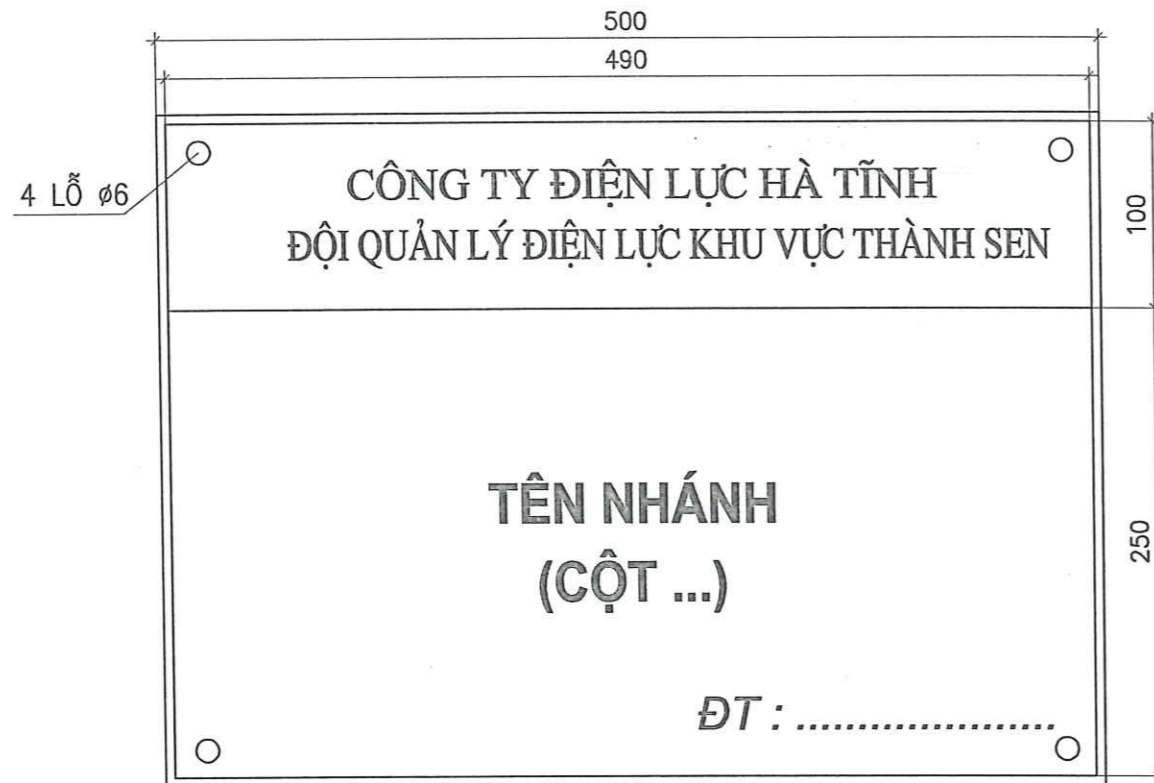 500
490
4 LỖ ø6
CÔNG TY ĐIỆN LỰC HÀ TĨNH
ĐỘI QUẢN LÝ ĐIỆN LỰC KHU VỰC THÀNH SEN
100
TÊN NHÁNH
(CỘT ...)
250
ĐT : .....................